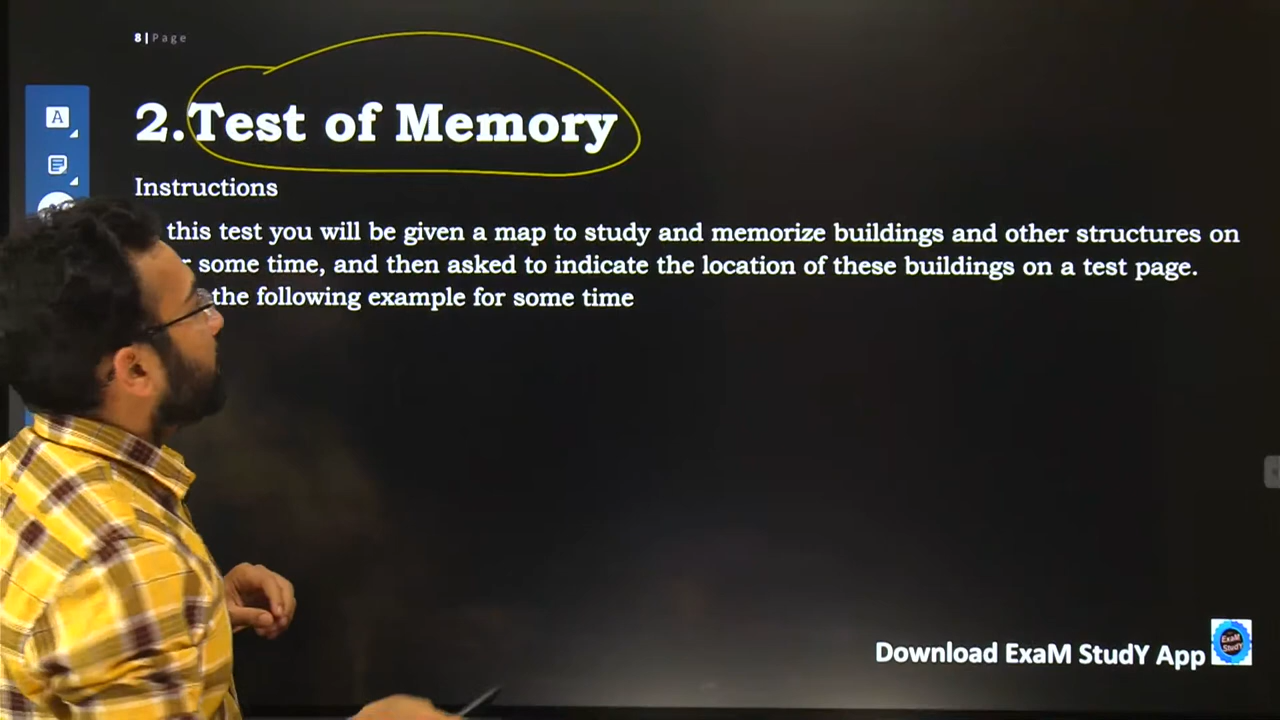 8|Page
A
2.Test of Memory
Instructions
this test you will be given a map to study and memorize buildings and other structures on
some time, and then asked to indicate the location of these buildings on a test page.
the following example for some time
Download ExaM StudY App
ExaM
StudY